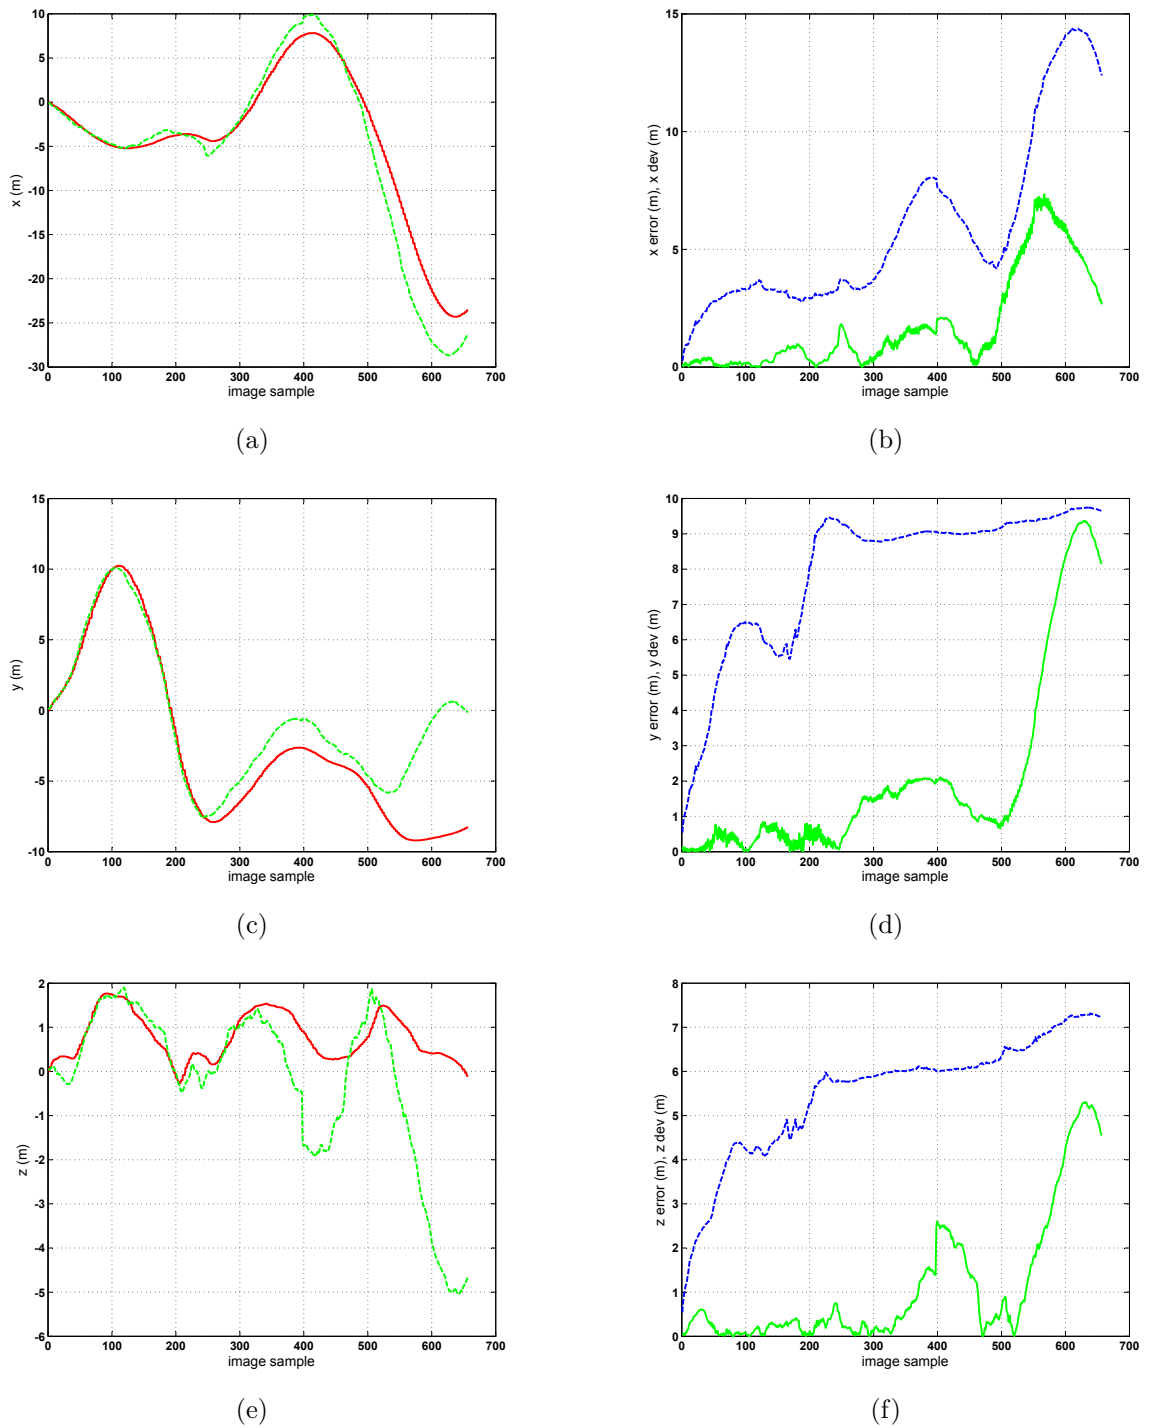 10
5
0
-5
-10
-15
-20
-25
-30
x (m)
0 100 200 300 400 500 600 700
image sample
(a)
15
10
5
0
x error (m), x dev (m)
0 100 200 300 400 500 600 700
image sample
(b)
15
10
5
0
-5
-10
y (m)
0 100 200 300 400 500 600 700
image sample
(c)
10
9
8
7
6
5
4
3
2
1
0
y error (m), y dev (m)
0 100 200 300 400 500 600 700
image sample
(d)
2
1
0
-1
-2
-3
-4
-5
-6
z (m)
0 100 200 300 400 500 600 700
image sample
(e)
8
7
6
5
4
3
2
1
0
z error (m), z dev (m)
0 100 200 300 400 500 600 700
image sample
(f)